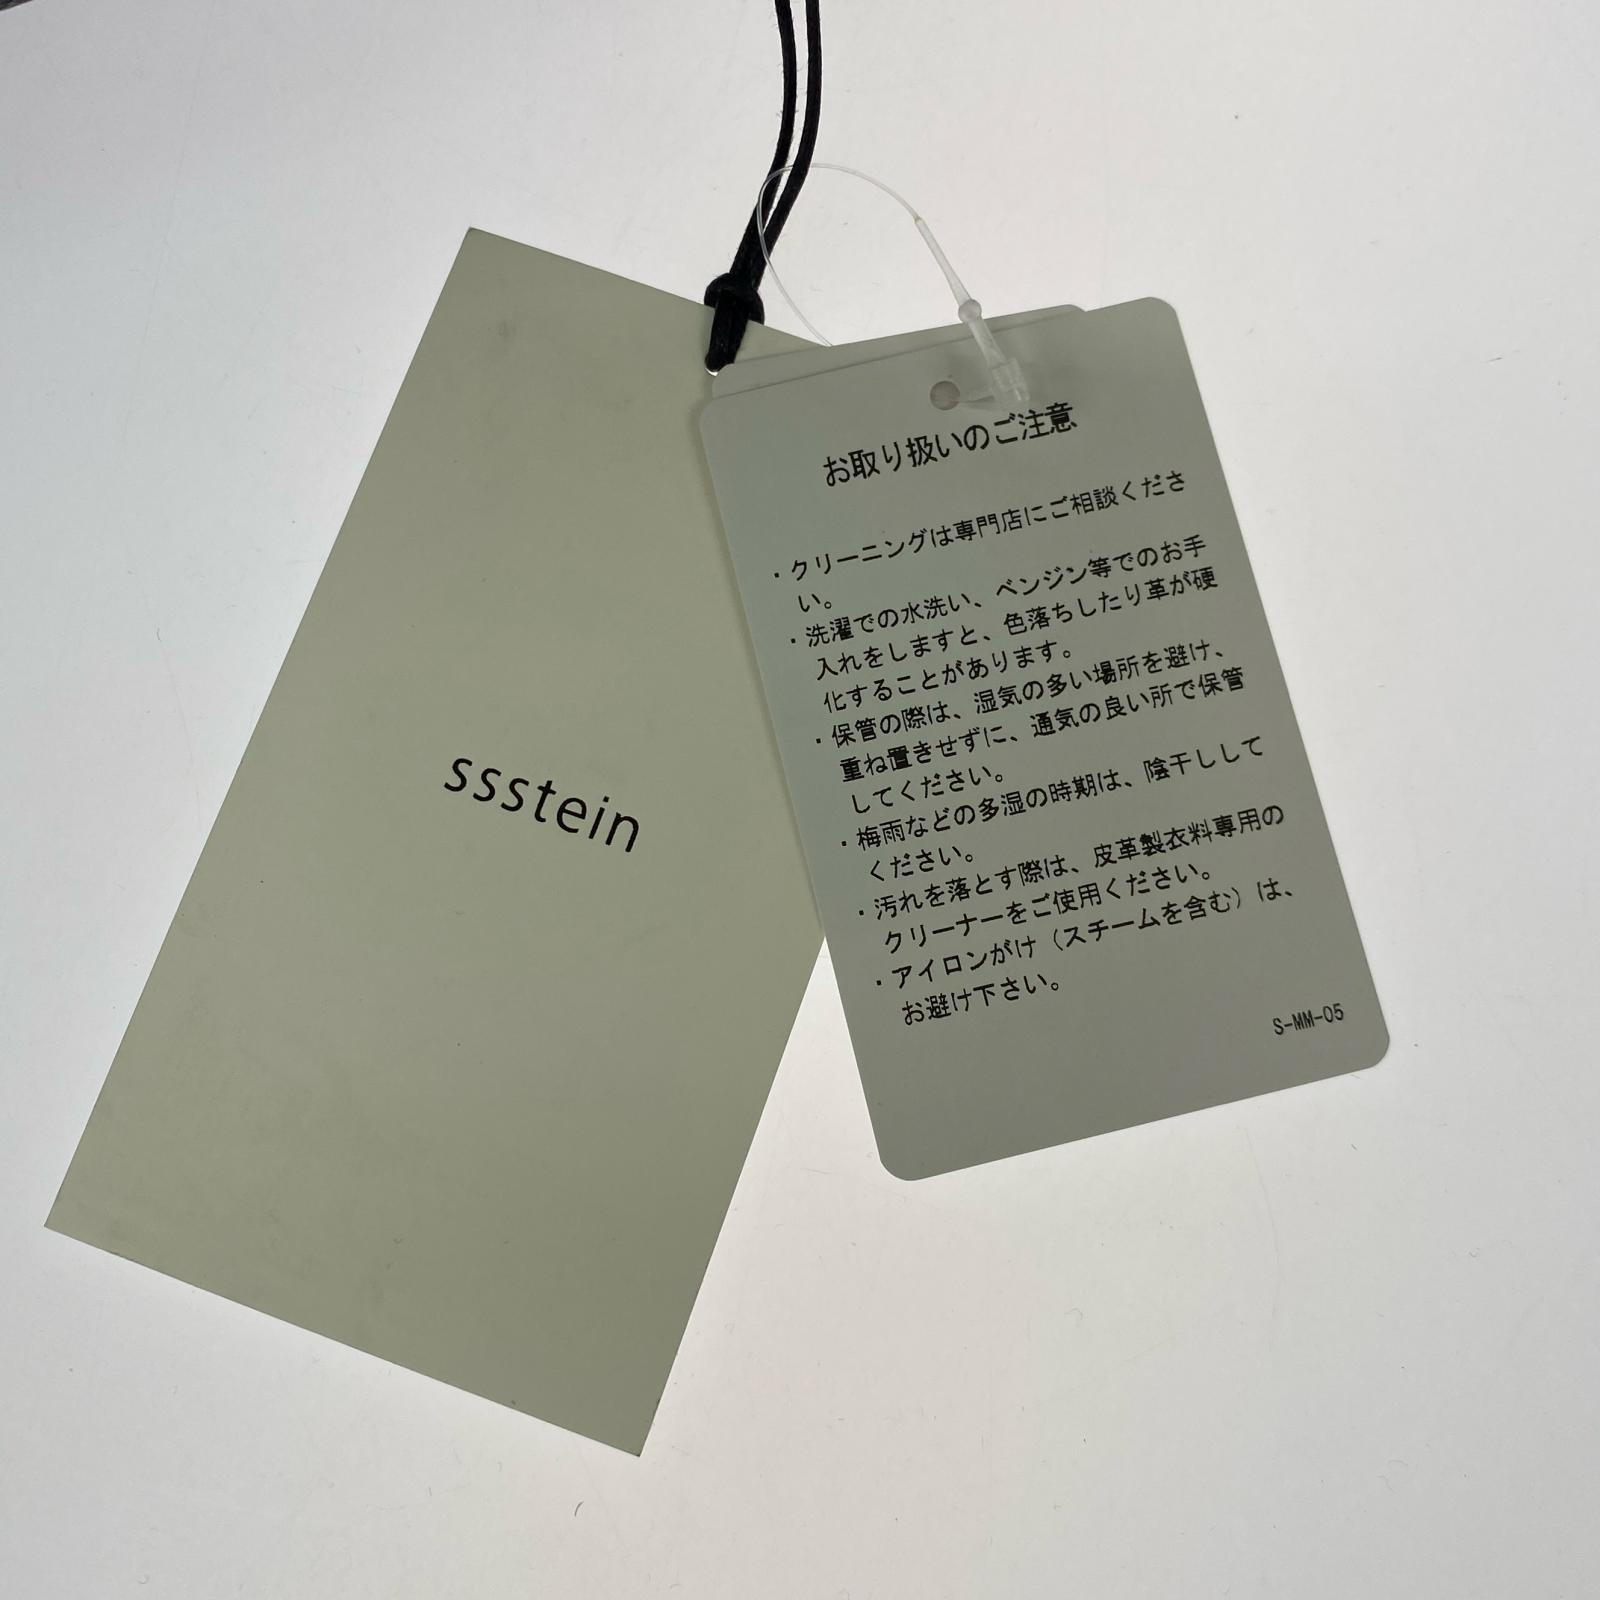 ssstein
お取り扱いのご注意
・クリーニングは専門店にご相談くださ
い。
・洗濯での水洗い、ベンジン等でのお手
入れをしますと、色落ちしたり革が硬
化することがあります。
・保管の際は、湿気の多い場所を避け、
重ね置きせずに、通気の良い所で保管
してください。
・梅雨などの多湿の時期は、陰干しして
ください。
・汚れを落とす際は、皮革製衣料専用の
クリーナーをご使用ください。
・アイロンがけ（スチームを含む）は、
お避け下さい。
S-MM-05